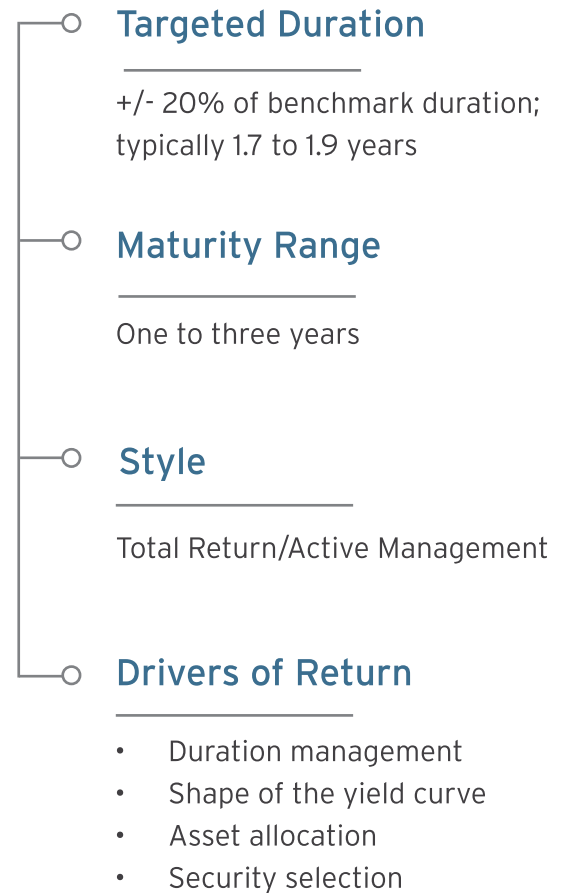 Targeted Duration
+/- 20% of benchmark duration;
typically 1.7 to 1.9 years
Maturity Range
One to three years
Style
Total Return/Active Management
Drivers of Return
• Duration management
• Shape of the yield curve
• Asset allocation
• Security selection